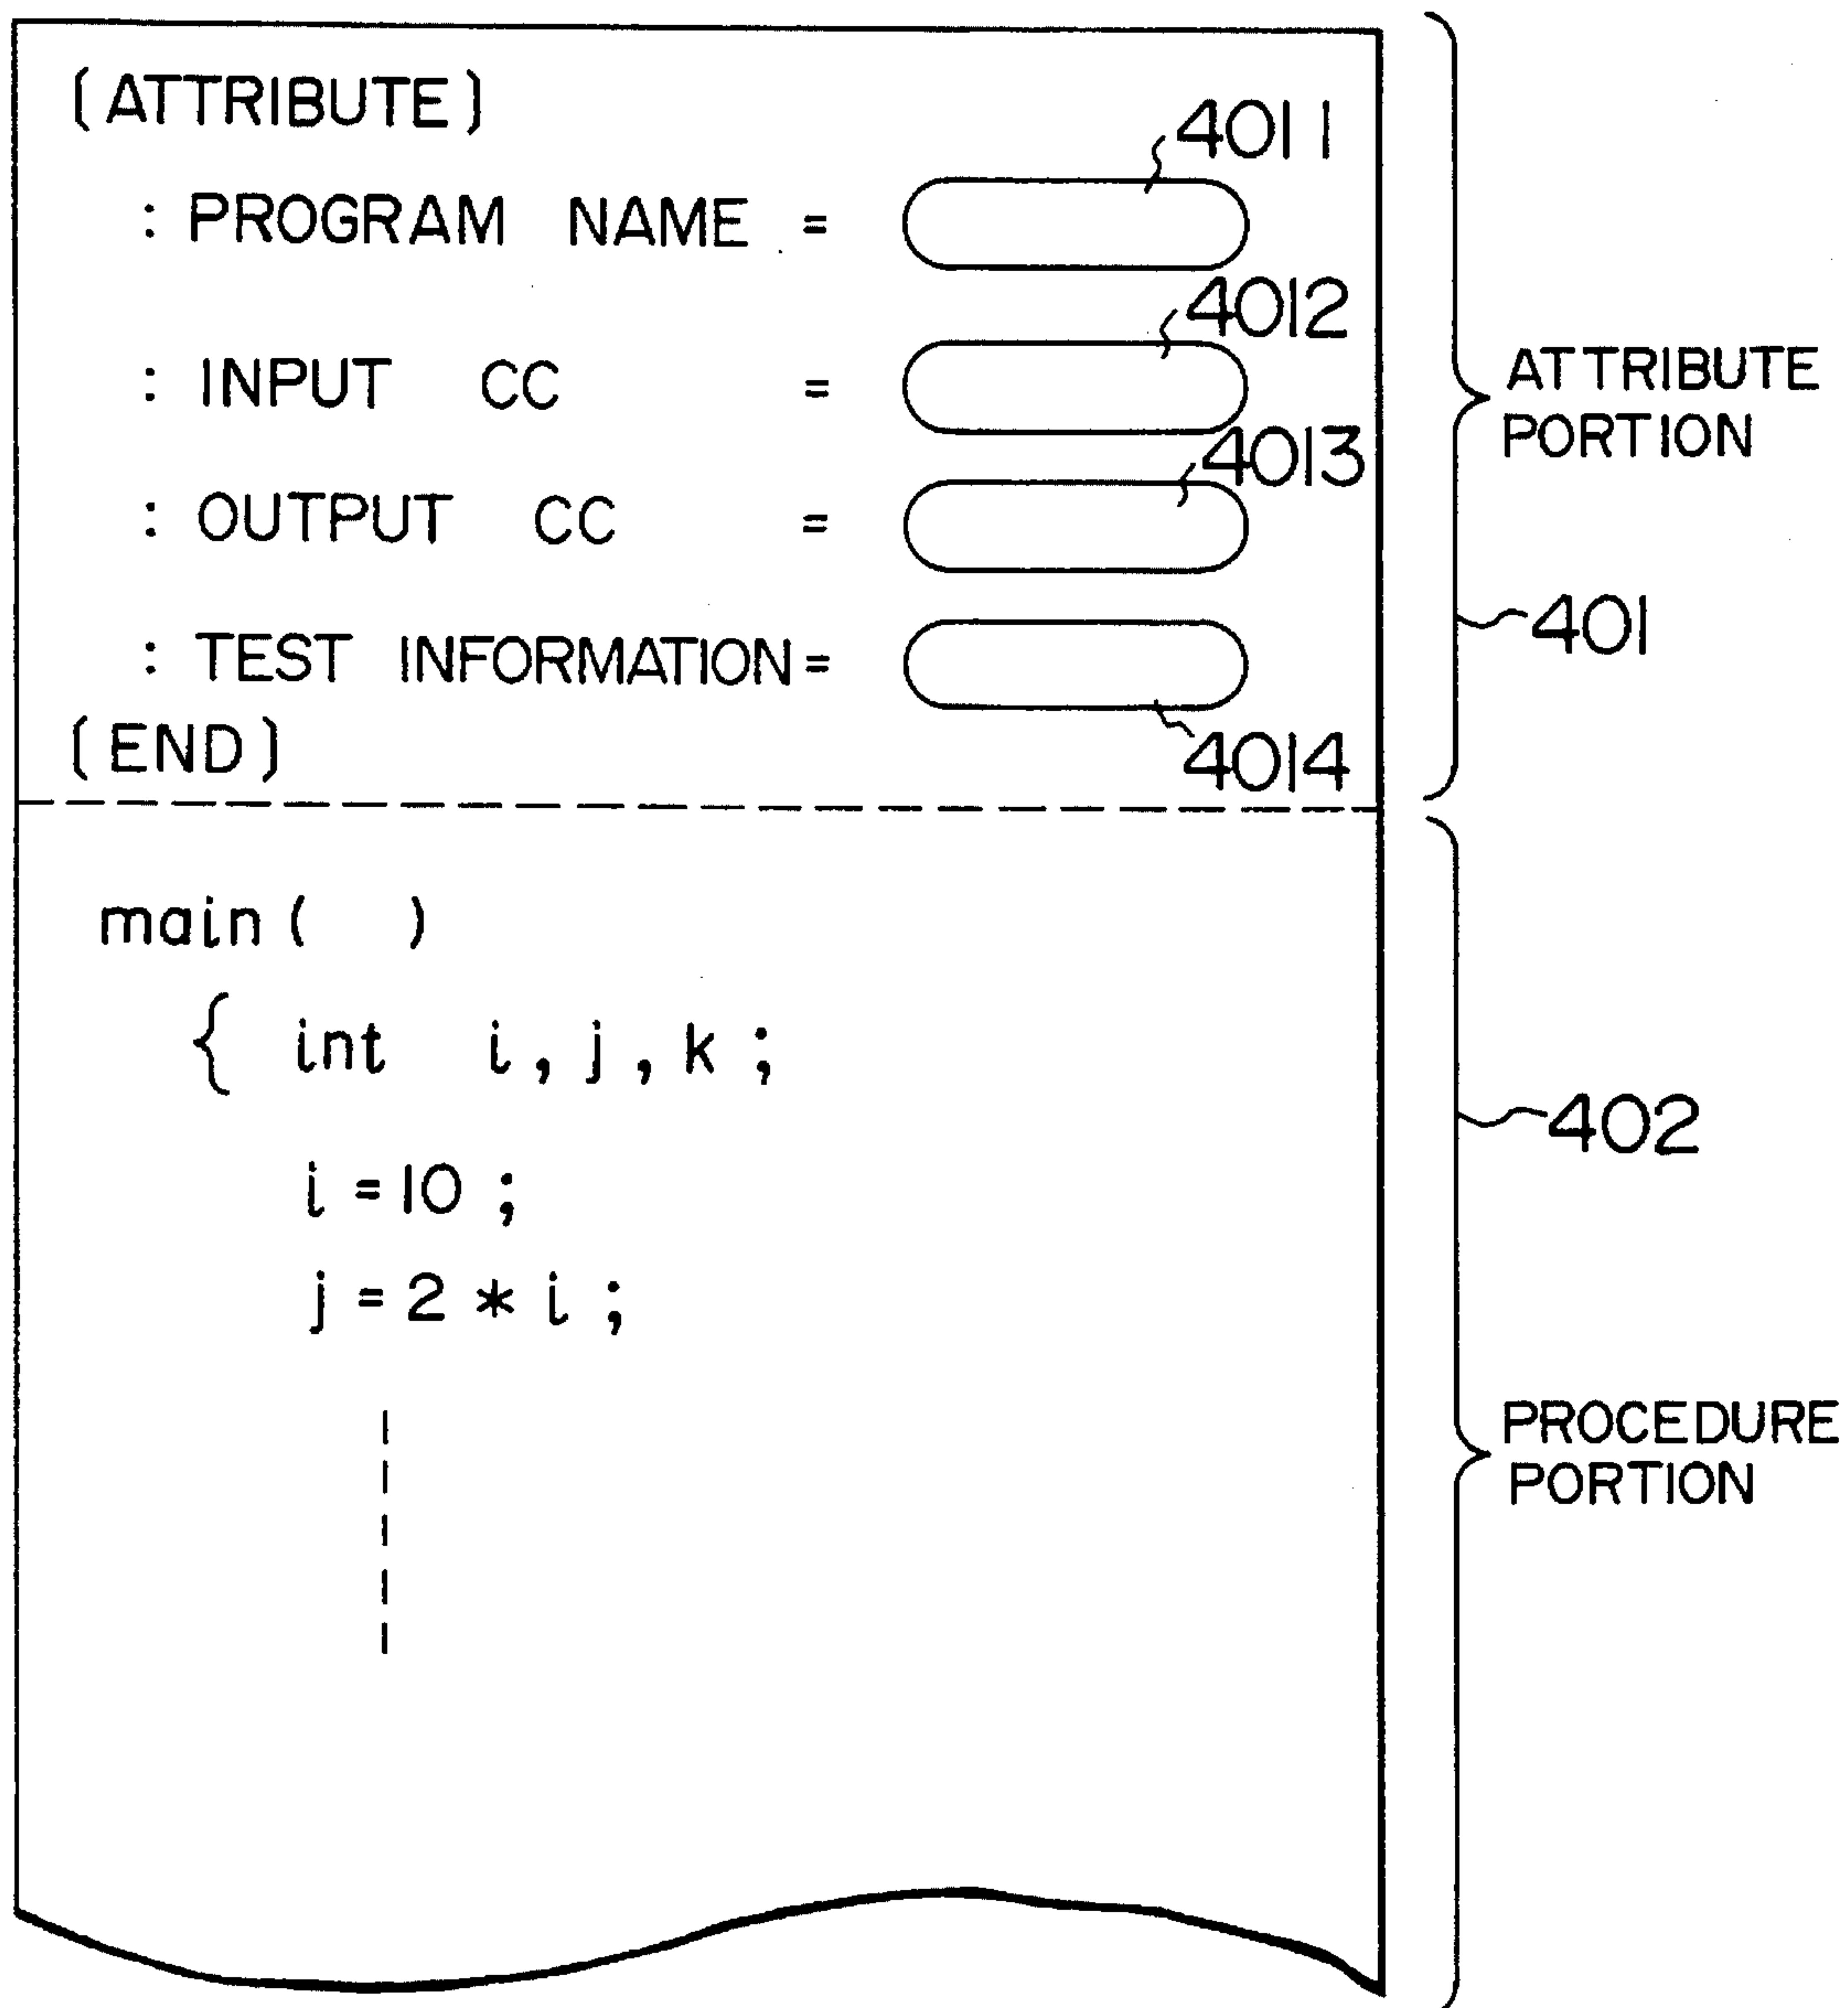 (ATTRIBUTE)
4011
: PROGRAM NAME =
4012
: INPUT CC =
4013
: OUTPUT CC =
: TEST INFORMATION=
4014
(END)
ATTRIBUTE
PORTION
401
main ( )
{ int i, j, k ;
i = 10 ;
j = 2 * i ;
402
PROCEDURE
PORTION